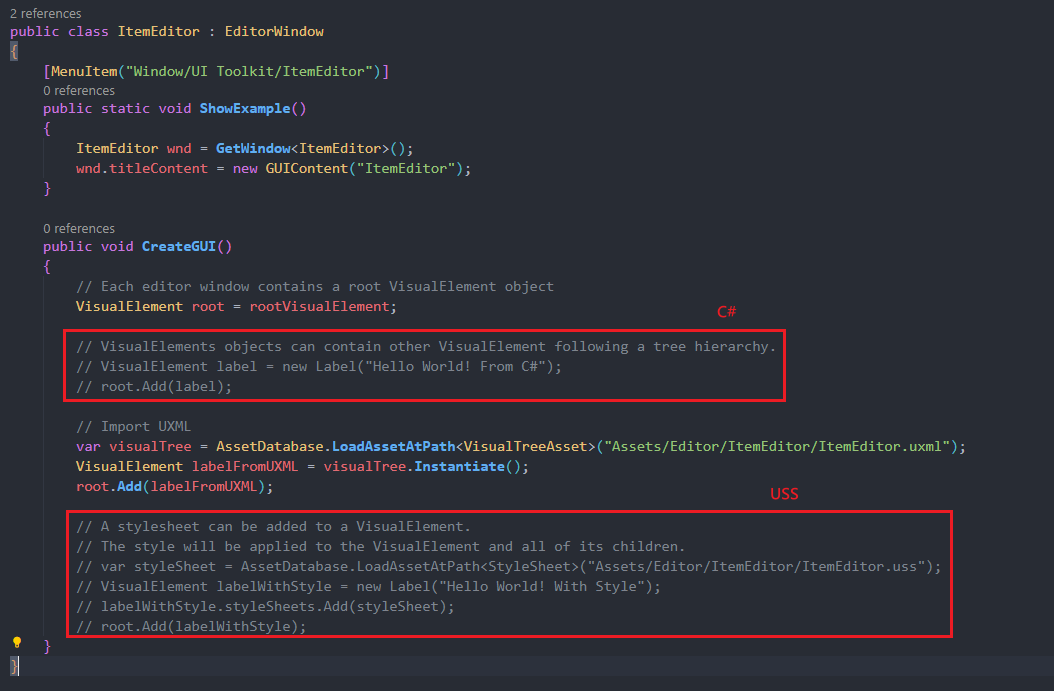 2 references
public class ItemEditor : EditorWindow
{
[MenuItem("Window/UI Toolkit/ItemEditor")]
0 references
public static void ShowExample()
{
ItemEditor wnd = GetWindow<ItemEditor>();
wnd.titleContent = new GUIContent("ItemEditor");
}
0 references
public void CreateGUI()
{
// Each editor window contains a root VisualElement object
VisualElement root = rootVisualElement;
C#
// VisualElements objects can contain other VisualElement following a tree hierarchy.
// VisualElement label = new Label("Hello World! From C#");
// root.Add(label);
// Import UXML
var visualTree = AssetDatabase.LoadAssetAtPath<VisualTreeAsset>("Assets/Editor/ItemEditor/ItemEditor.uxml");
VisualElement labelFromUXML = visualTree.Instantiate();
root.Add(labelFromUXML);
USS
// A stylesheet can be added to a VisualElement.
// The style will be applied to the VisualElement and all of its children.
// var styleSheet = AssetDatabase.LoadAssetAtPath<StyleSheet>("Assets/Editor/ItemEditor/ItemEditor.uss");
// VisualElement labelWithStyle = new Label("Hello World! With Style");
// labelWithStyle.styleSheets.Add(styleSheet);
// root.Add(labelWithStyle);
}
}